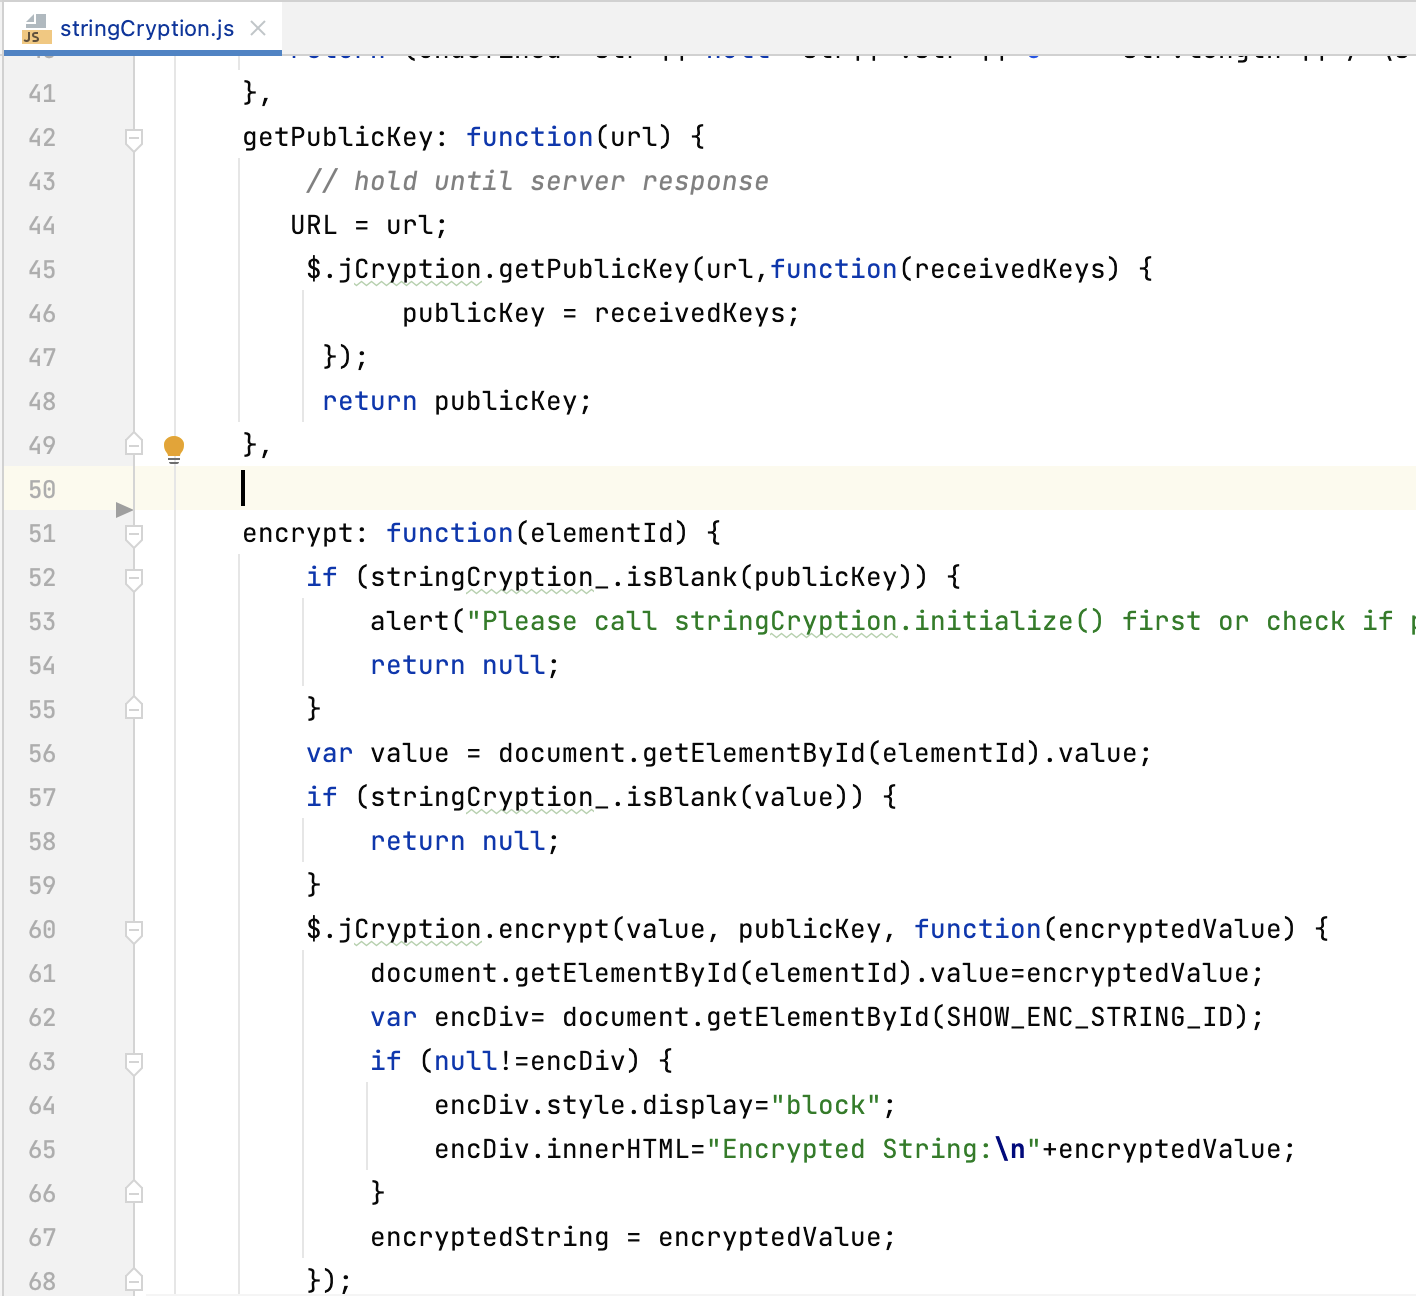 JS stringCryption.js
41 },
42 getPublicKey: function(url) {
43 // hold until server response
44 URL = url;
45 $.jCryption.getPublicKey(url,function(receivedKeys) {
46 publicKey = receivedKeys;
47 });
48 return publicKey;
49 },
50
51 encrypt: function(elementId) {
52 if (stringCryption_.isBlank(publicKey)) {
53 alert("Please call stringCryption.initialize() first or check if
54 return null;
55 }
56 var value = document.getElementById(elementId).value;
57 if (stringCryption_.isBlank(value)) {
58 return null;
59 }
60 $.jCryption.encrypt(value, publicKey, function(encryptedValue) {
61 document.getElementById(elementId).value=encryptedValue;
62 var encDiv= document.getElementById(SHOW_ENC_STRING_ID);
63 if (null!=encDiv) {
64 encDiv.style.display="block";
65 encDiv.innerHTML="Encrypted String:\n"+encryptedValue;
66 }
67 encryptedString = encryptedValue;
68 });